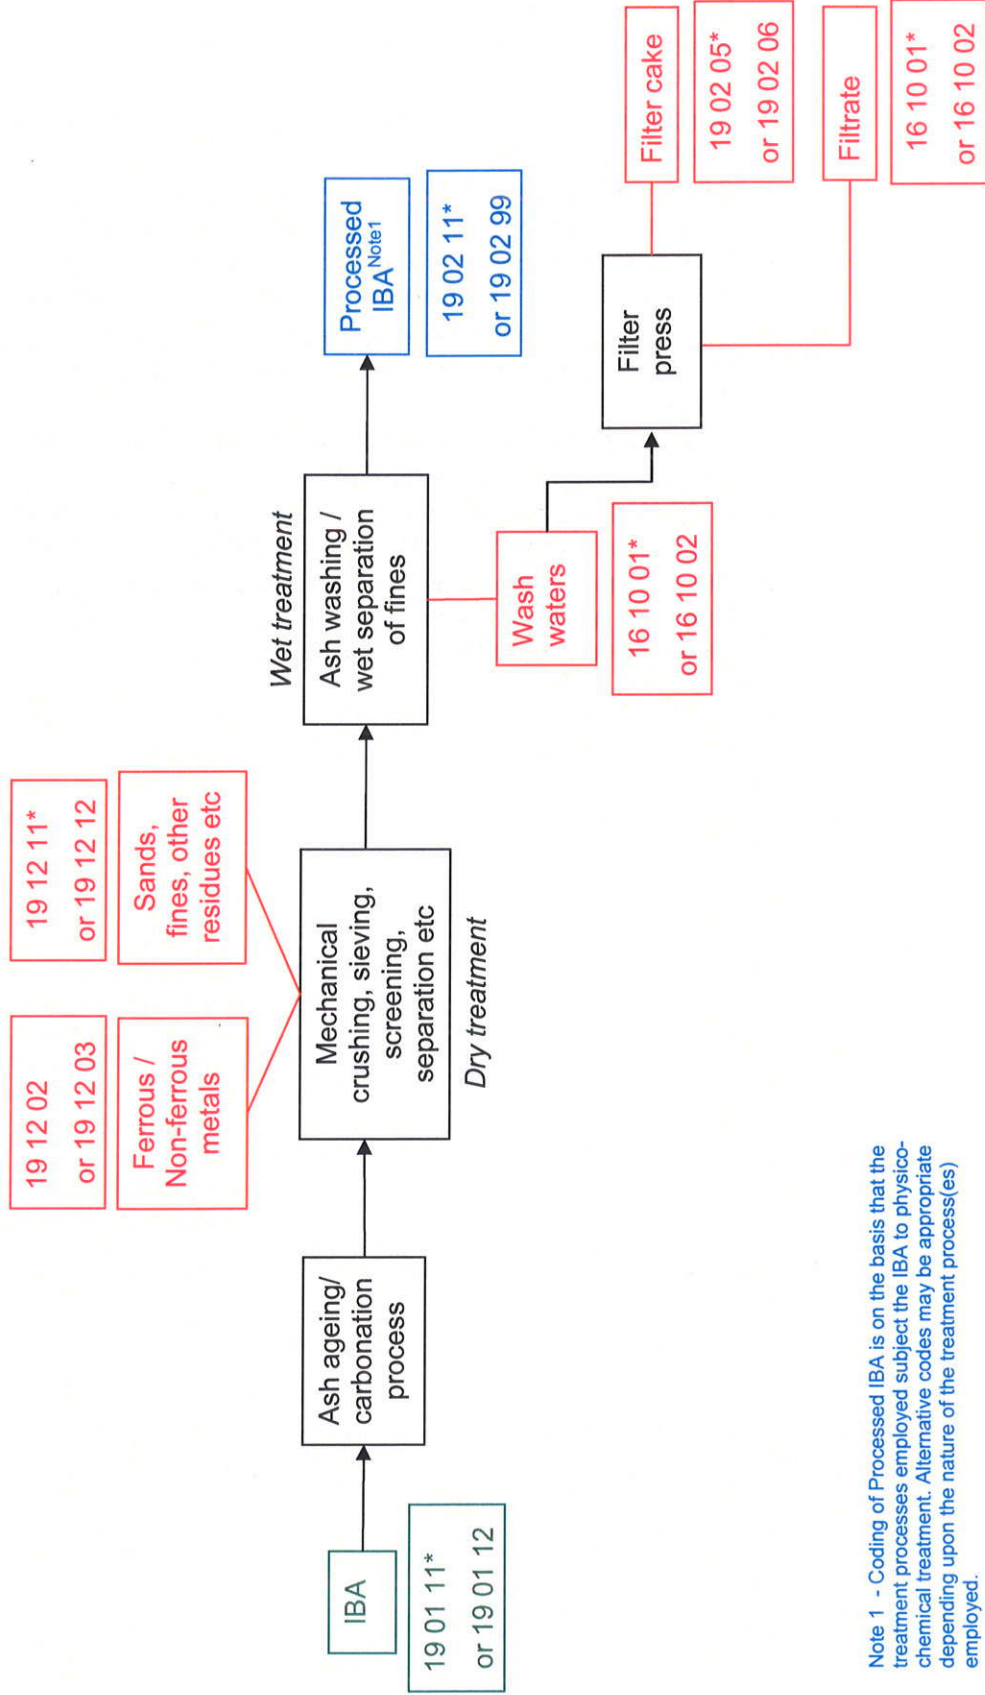 IBA
19 01 11*
or 19 01 12
Ash ageing/
carbonation
process
19 12 02
or 19 12 03
Ferrous /
Non-ferrous
metals
19 12 11*
or 19 12 12
Sands,
fines, other
residues etc
Mechanical
crushing, sieving,
screening,
separation etc
Dry treatment
Wet treatment
Ash washing /
wet separation
of fines
Processed
IBA Note1
19 02 11*
or 19 02 99
Wash
waters
16 10 01*
or 16 10 02
Filter
press
Filter cake
19 02 05*
or 19 02 06
Filtrate
16 10 01*
or 16 10 02
Note 1 - Coding of Processed IBA is on the basis that the
treatment processes employed subject the IBA to physico-
chemical treatment. Alternative codes may be appropriate
depending upon the nature of the treatment process(es)
employed.